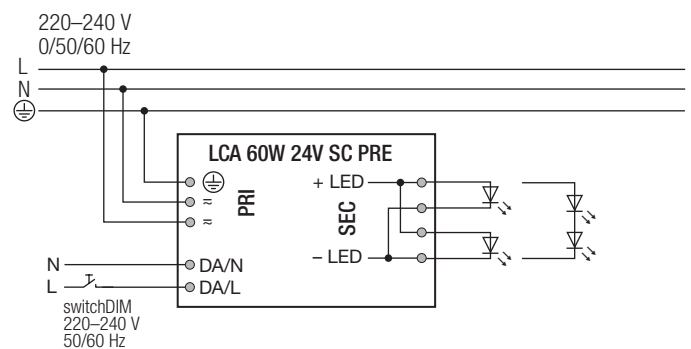 220–240 V
0/50/60 Hz
L
N
LCA 60W 24V SC PRE
+ LED
≂
PRI
SEC
≂
– LED
N
DA/N
L
DA/L
switchDIM
220–240 V
50/60 Hz